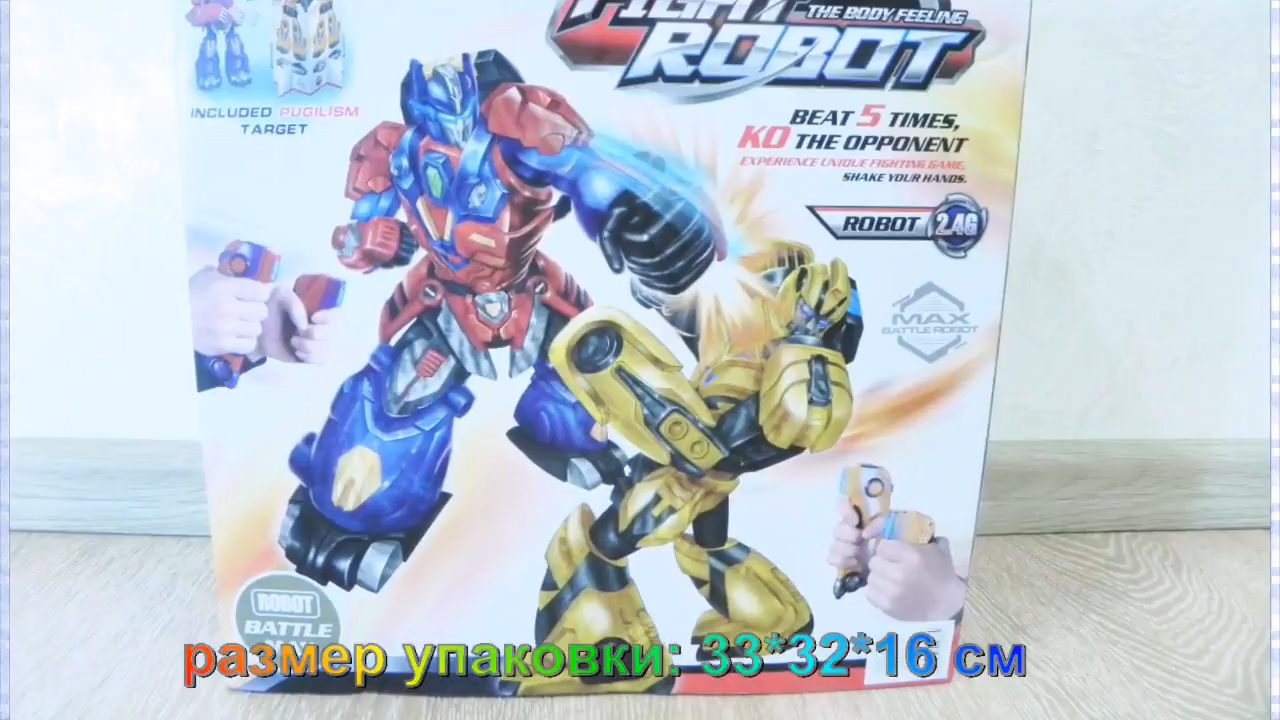 FIGHT THE BODY FEELING
ROBOT
INCLUDED PUGILISM
TARGET
BEAT 5 TIMES,
KO THE OPPONENT
EXPERIENCE UNIQUE FIGHTING GAME,
SHAKE YOUR HANDS.
ROBOT 2.4G
MAX
BATTLE ROBOT
ROBOT
BATTLE
размер упаковки: 33*32*16 см